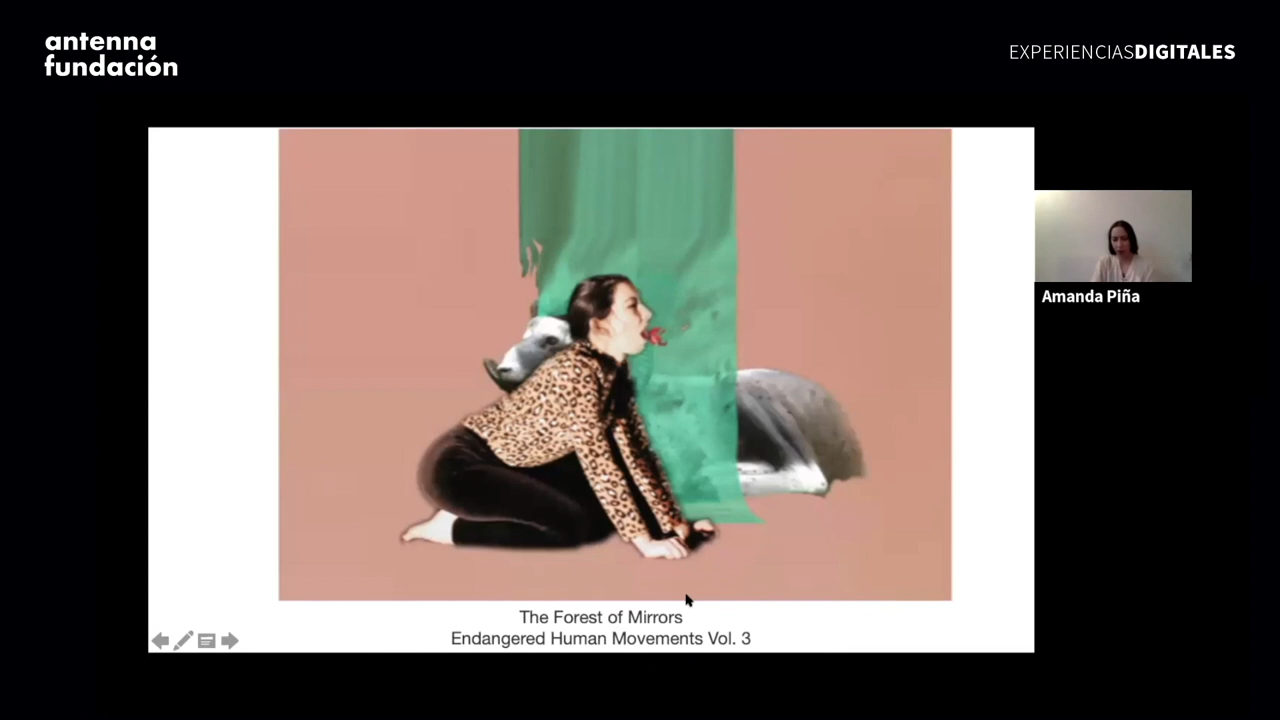 antenna
fundación
EXPERIENCIASDIGITALES
Amanda Piña
The Forest of Mirrors
Endangered Human Movements Vol. 3